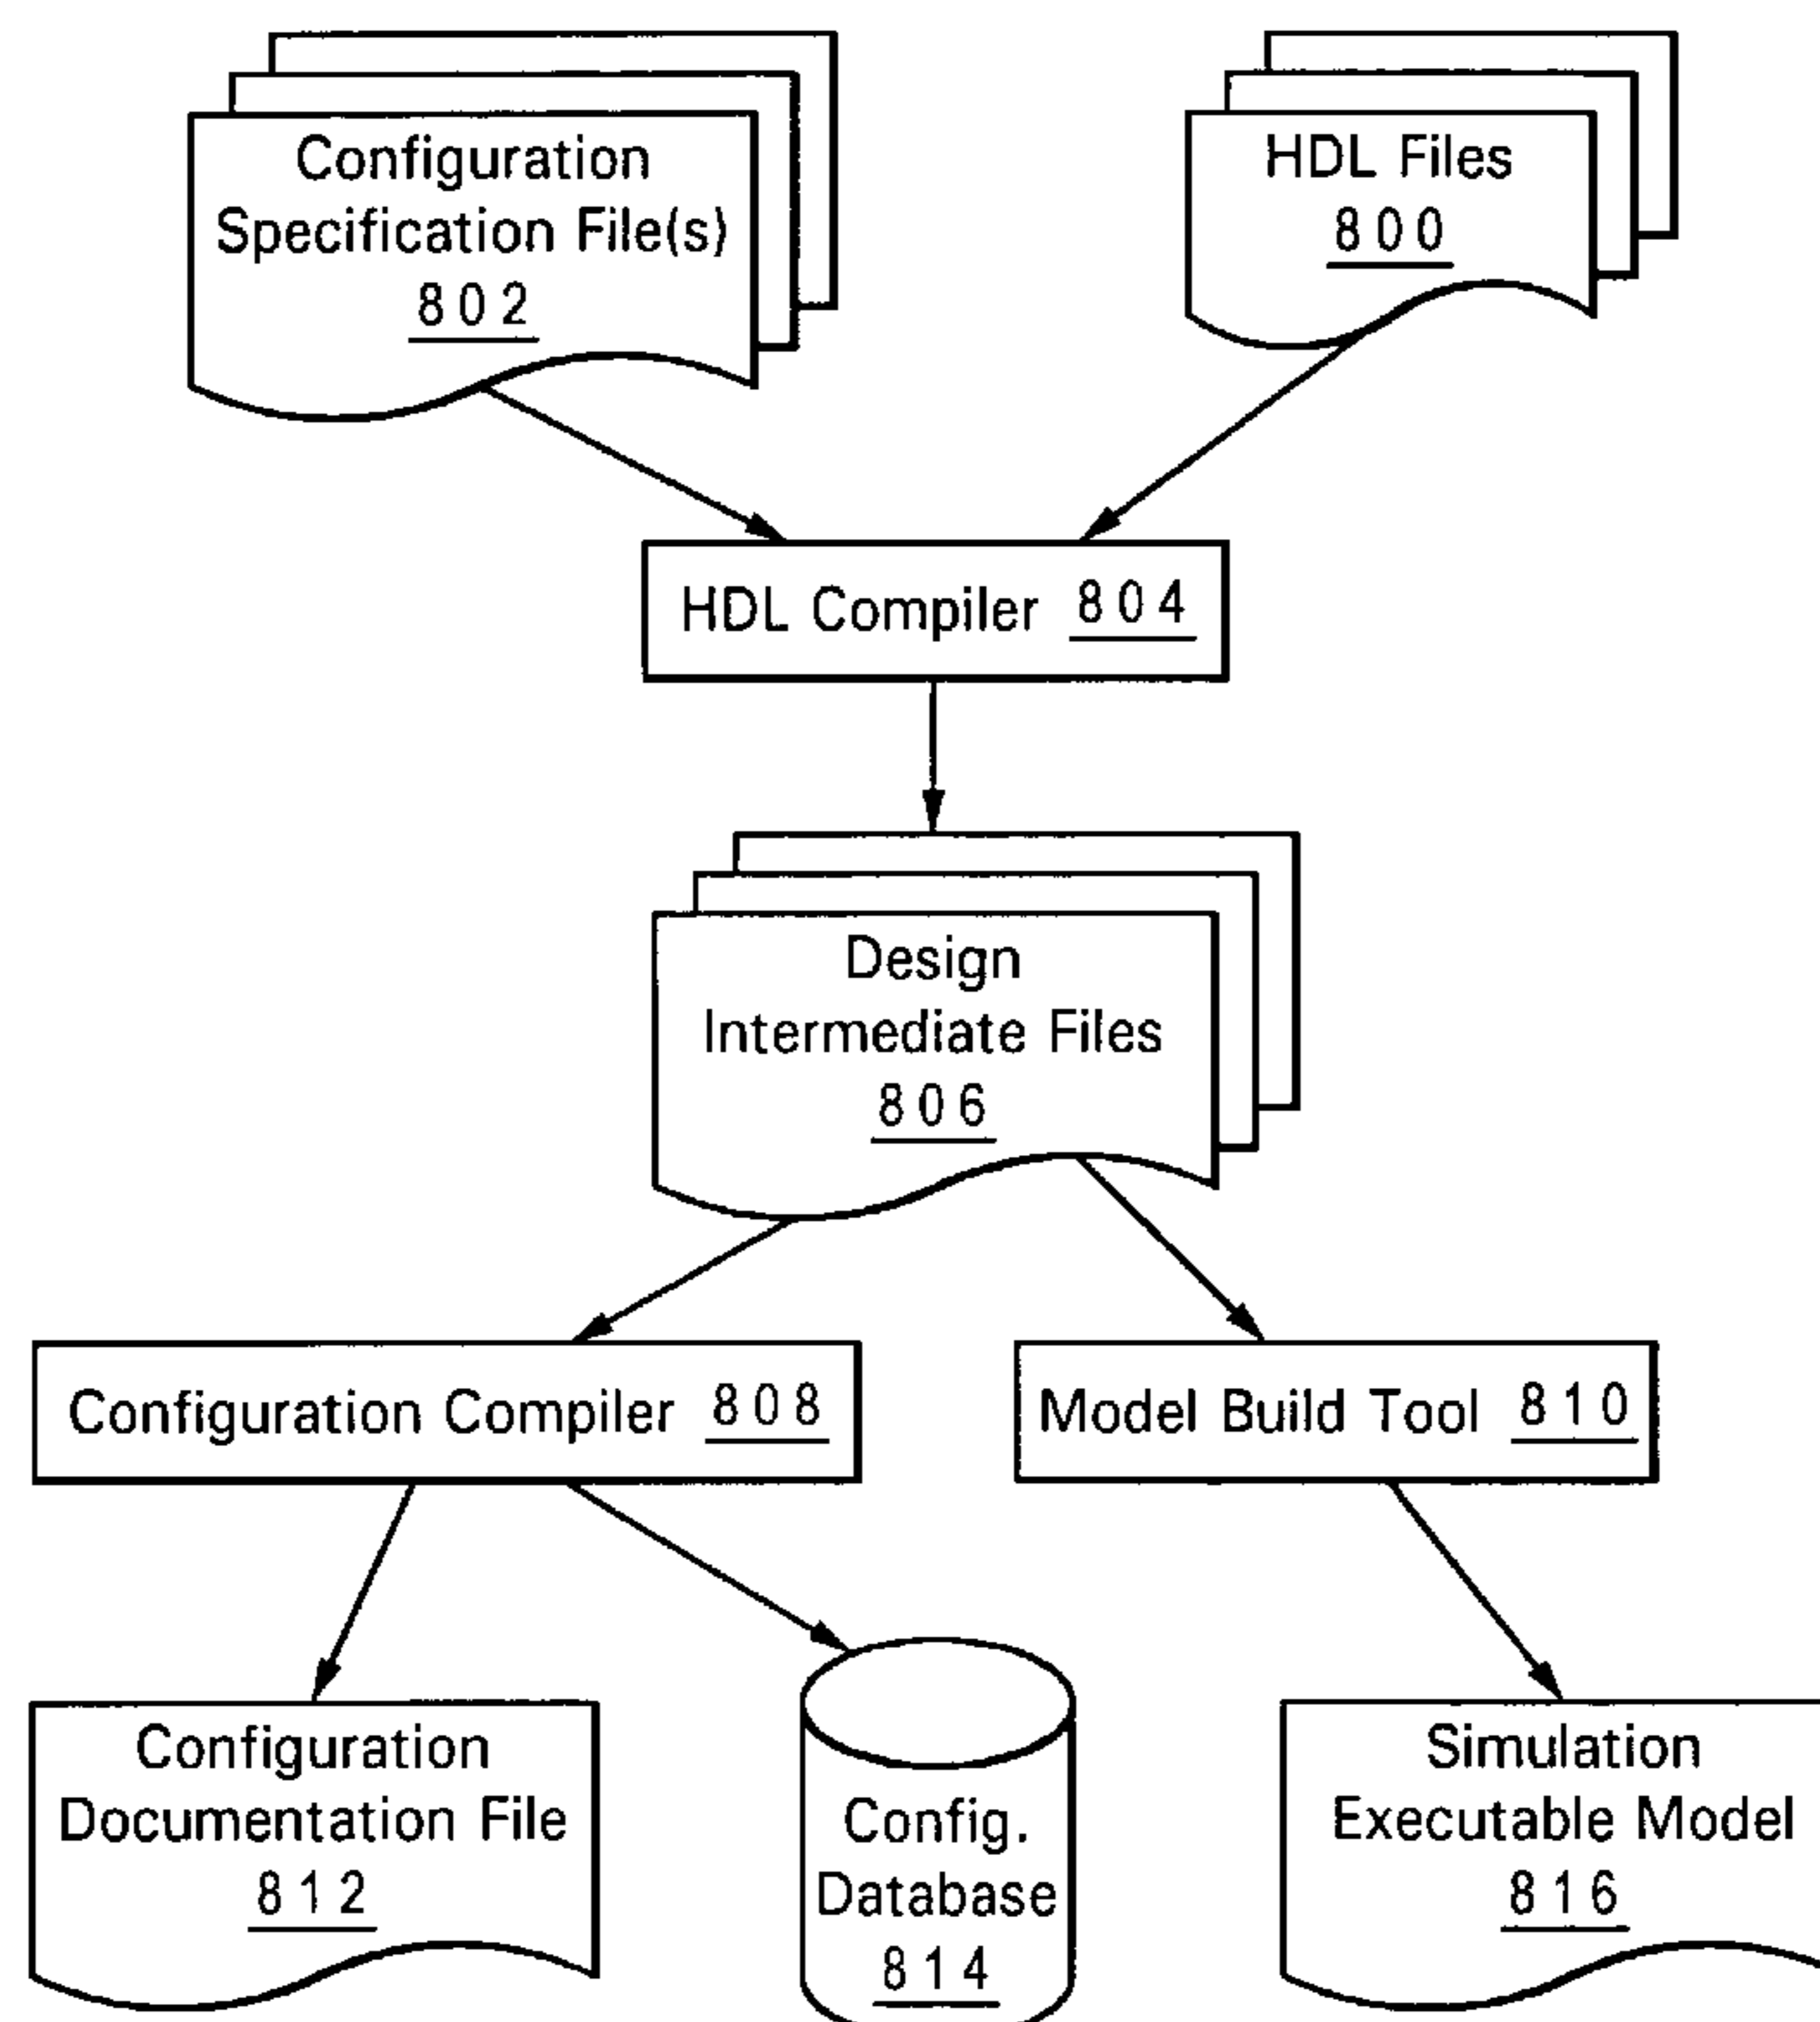 Configuration
Specification File(s)
802
HDL Files
800
HDL Compiler 804
Design
Intermediate Files
806
Configuration Compiler 808
Model Build Tool 810
Configuration
Documentation File
812
Config.
Database
814
Simulation
Executable Model
816